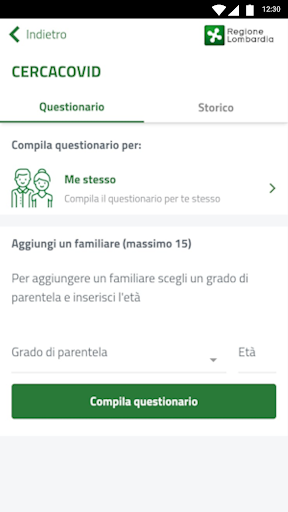 12:30
Indietro
Regione
Lombardia
CERCACOVID
Questionario
Storico
Compila questionario per:
Me stesso
Compila il questionario per te stesso
Aggiungi un familiare (massimo 15)
Per aggiungere un familiare scegli un grado di
parentela e inserisci l'età
Grado di parentela
Età
Compila questionario